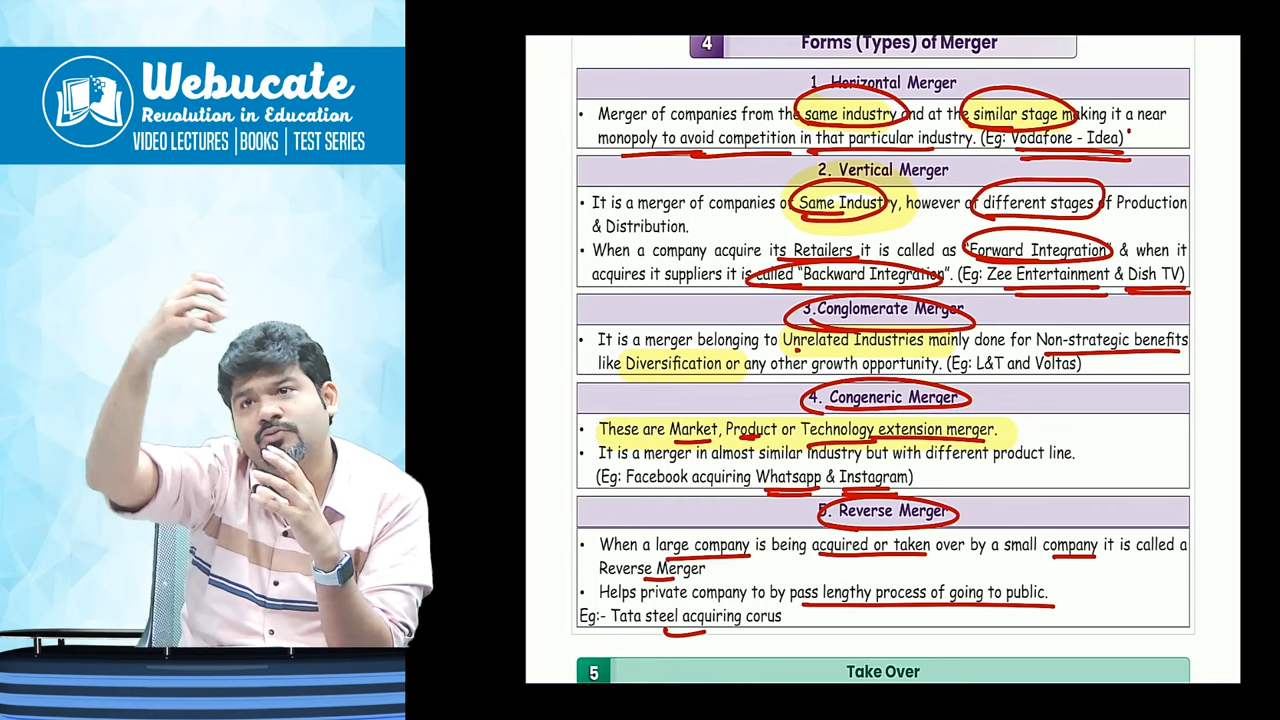 Webucate
Revolution in Education
VIDEO LECTURES | BOOKS | TEST SERIES
4 Forms (Types) of Merger
1. Horizontal Merger
• Merger of companies from the same industry and at the similar stage making it a near
monopoly to avoid competition in that particular industry. (Eg: Vodafone - Idea)
2. Vertical Merger
• It is a merger of companies of Same Industry, however at different stages of Production
& Distribution.
• When a company acquire its Retailers it is called as "Forward Integration" & when it
acquires it suppliers it is called "Backward Integration". (Eg: Zee Entertainment & Dish TV)
3.Conglomerate Merger
• It is a merger belonging to Unrelated Industries mainly done for Non-strategic benefits
like Diversification or any other growth opportunity. (Eg: L&T and Voltas)
4. Congeneric Merger
• These are Market, Product or Technology extension merger.
• It is a merger in almost similar industry but with different product line.
(Eg: Facebook acquiring Whatsapp & Instagram)
5. Reverse Merger
• When a large company is being acquired or taken over by a small company it is called a
Reverse Merger
• Helps private company to by pass lengthy process of going to public.
Eg:- Tata steel acquiring corus
5 Take Over